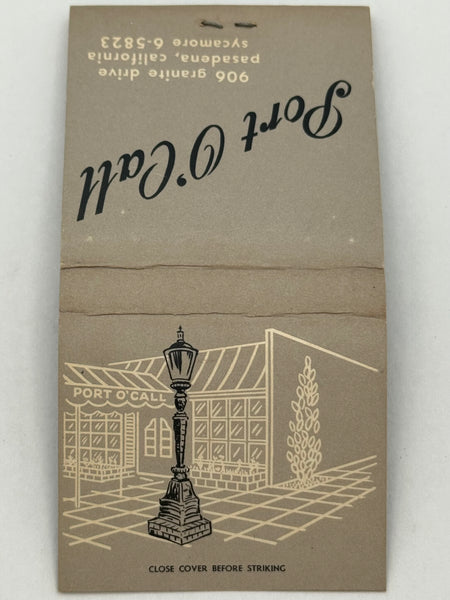 Port O'Call
906 granite drive
pasadena, california
sycamore 6-5823
PORT O'CALL
CLOSE COVER BEFORE STRIKING